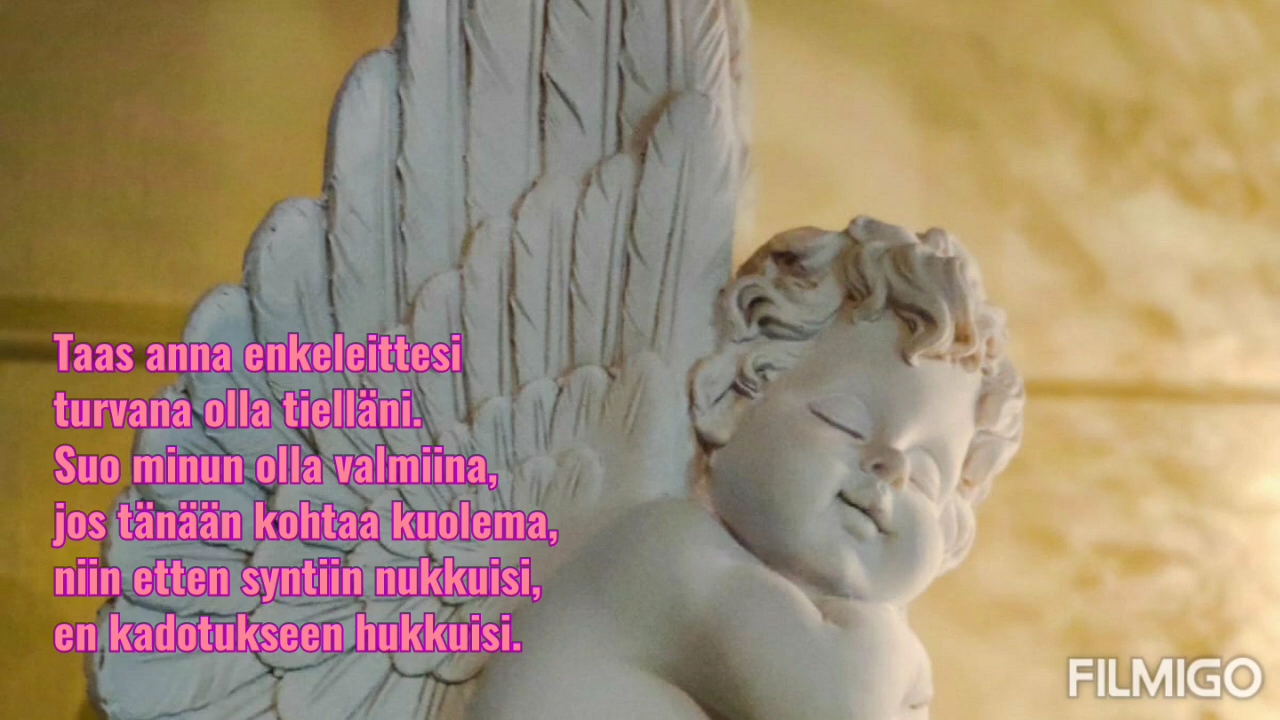 Taas anna enkeleittesi
turvana olla tielläni.
Suo minun olla valmiina,
jos tänään kohtaa kuolema,
niin etten syntiin nukkuisi,
en kadotukseen hukkuisi.
FILMIGO